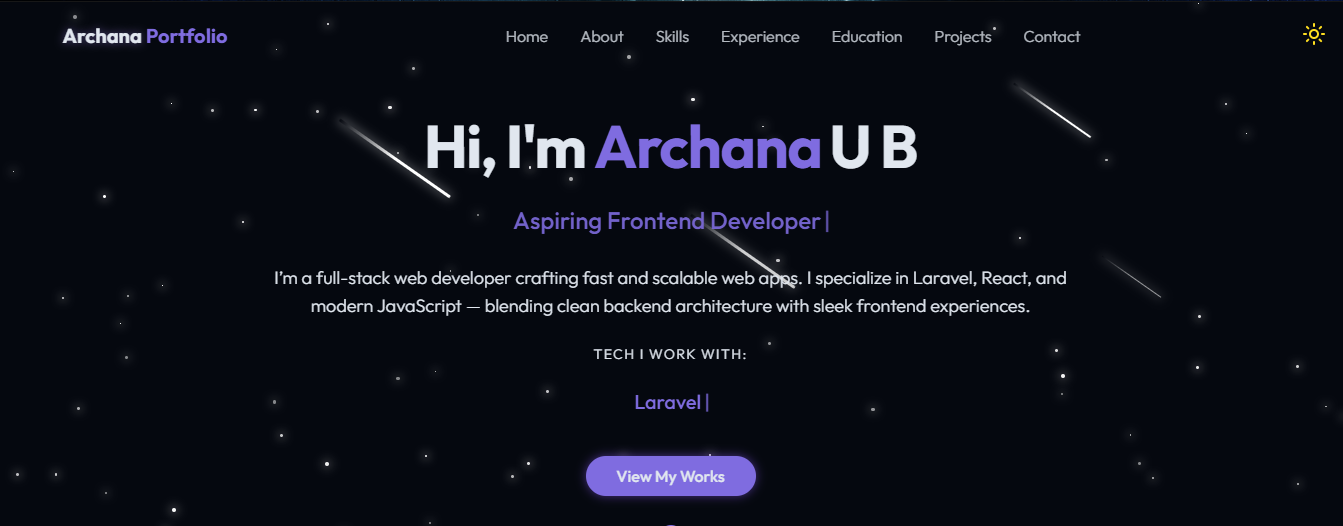 Archana Portfolio
Home About Skills Experience Education Projects Contact
Hi, I'm Archana U B
Aspiring Frontend Developer|
I’m a full-stack web developer crafting fast and scalable web apps. I specialize in Laravel, React, and
modern JavaScript — blending clean backend architecture with sleek frontend experiences.
TECH I WORK WITH:
Laravel|
View My Works